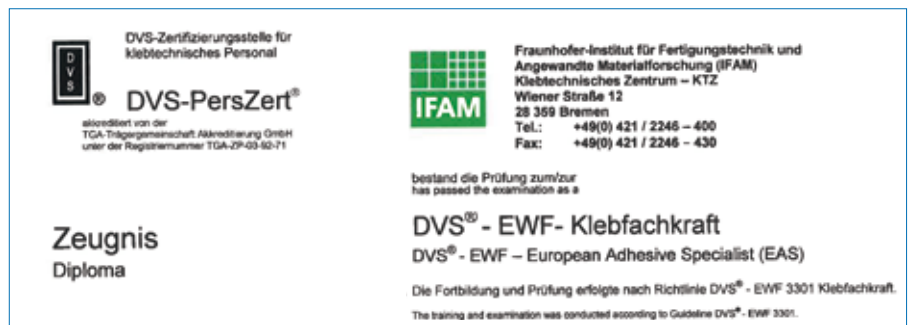 DVS-Zertifizierungsstelle für
klebtechnisches Personal
DVS
®
DVS-PersZert®
akkreditiert von der
TGA-Trägergemeinschaft Akkreditierung GmbH
unter der Registriernummer TGA-ZP-03-92-71
Zeugnis
Diploma
IFAM
Fraunhofer-Institut für Fertigungstechnik und
Angewandte Materialforschung (IFAM)
Klebtechnisches Zentrum – KTZ
Wiener Straße 12
28 359 Bremen
Tel.: +49(0) 421 / 2246 – 400
Fax: +49(0) 421 / 2246 – 430
bestand die Prüfung zum/zur
has passed the examination as a
DVS® - EWF- Klebfachkraft
DVS® - EWF – European Adhesive Specialist (EAS)
Die Fortbildung und Prüfung erfolgte nach Richtlinie DVS® - EWF 3301 Klebfachkraft.
The training and examination was conducted according to Guideline DVS® - EWF 3301.